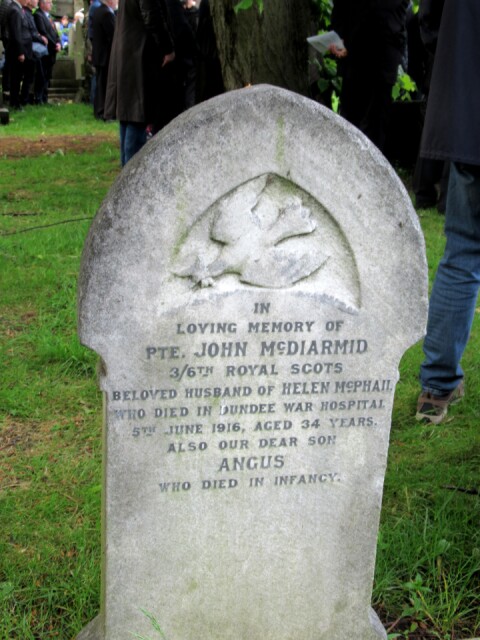 IN
LOVING MEMORY OF
PTE. JOHN McDIARMID
3/6TH ROYAL SCOTS
BELOVED HUSBAND OF HELEN McPHAIL
WHO DIED IN DUNDEE WAR HOSPITAL
5TH JUNE 1916, AGED 34 YEARS.
ALSO OUR DEAR SON
ANGUS
WHO DIED IN INFANCY.